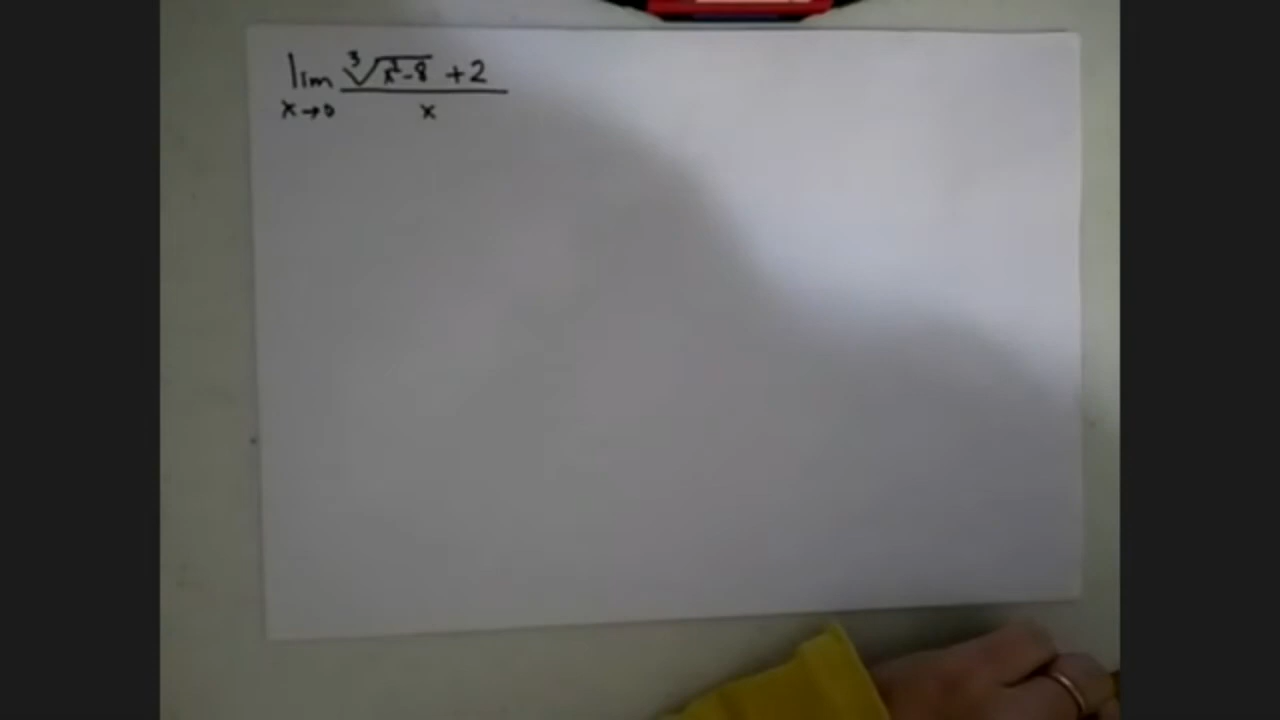 lim ∛(x²-8) +2
x→0 x